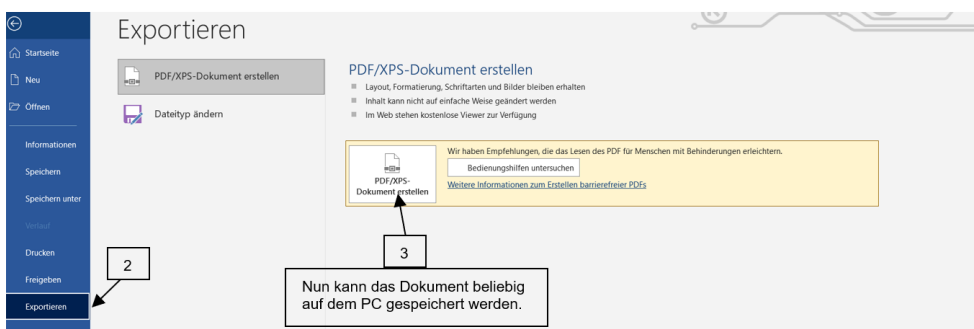 Exportieren
Startseite
Neu
Öffnen
Informationen
Speichern
Speichern unter
Verlauf
Drucken
Freigeben
Exportieren
2
PDF/XPS-Dokument erstellen
Dateityp ändern
PDF/XPS-Dokument erstellen
Layout, Formatierung, Schriftarten und Bilder bleiben erhalten
Inhalt kann nicht auf einfache Weise geändert werden
Im Web stehen kostenlose Viewer zur Verfügung
PDF/XPS-
Dokument erstellen
Wir haben Empfehlungen, die das Lesen des PDF für Menschen mit Behinderungen erleichtern.
Bedienungshilfen untersuchen
Weitere Informationen zum Erstellen barrierefreier PDFs
3
Nun kann das Dokument beliebig
auf dem PC gespeichert werden.